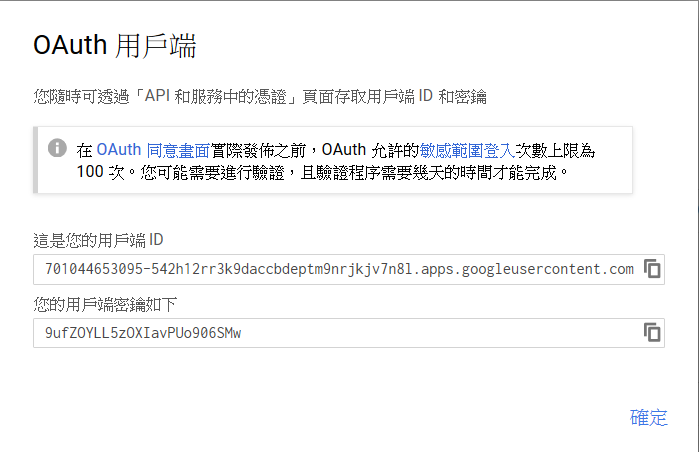 OAuth 用戶端
您隨時可透過「API 和服務中的憑證」頁面存取用戶端 ID 和密鑰
在 OAuth 同意畫面實際發佈之前，OAuth 允許的敏感範圍登入次數上限為
100 次。您可能需要進行驗證，且驗證程序需要幾天的時間才能完成。
這是您的用戶端 ID
701044653095-542h12rr3k9daccbdeptm9nrjkjv7n8l.apps.googleusercontent.com
您的用戶端密鑰如下
9ufZOYLL5zOXIavPUo906SMw
確定